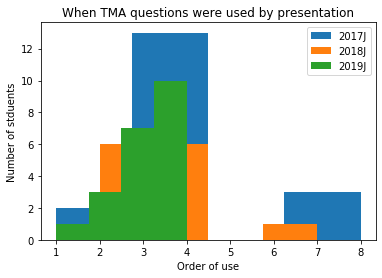 When TMA questions were used by presentation
2017J
2018J
2019J
Number of stduents
12
10
8
6
4
2
0
1 2 3 4 5 6 7 8
Order of use